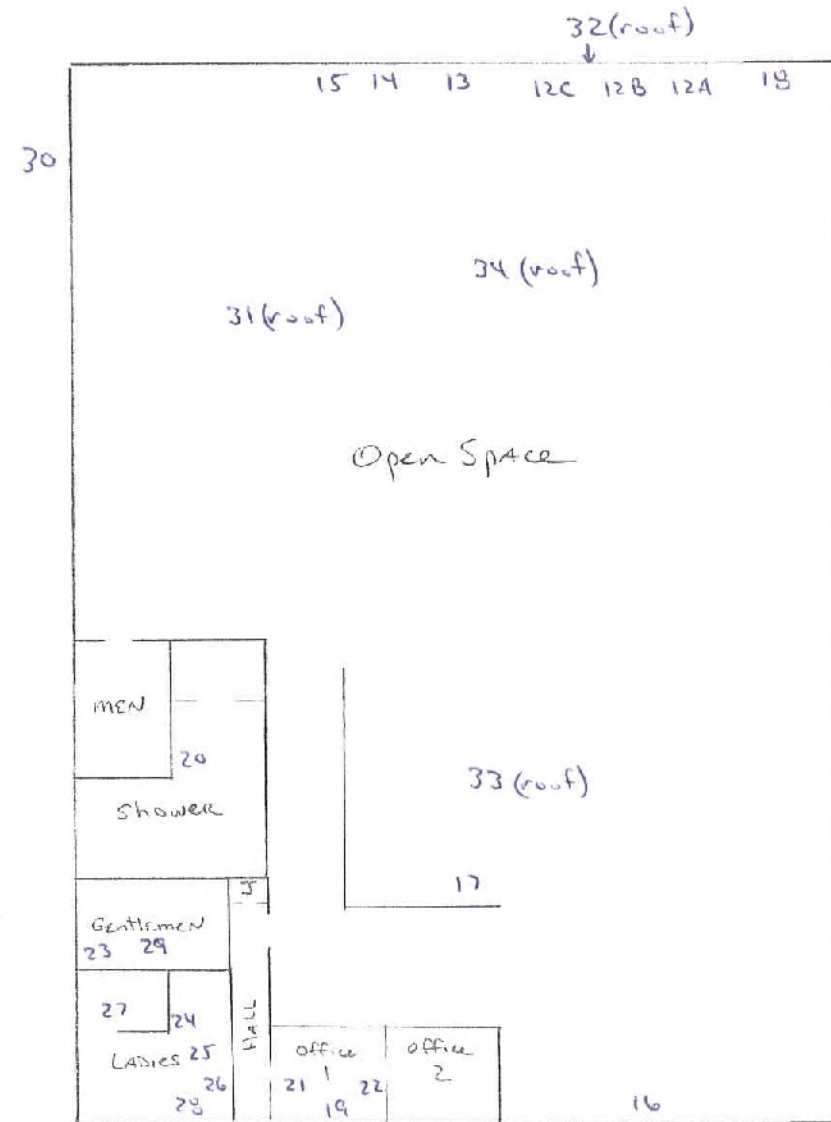 32 (roof)
15 14 13 12C 12B 12A 18
30
34 (roof)
31 (roof)
Open Space
MEN
20
33 (roof)
Shower
J
17
Gentlemen
23 29
27
24
HALL
Ladies 25
office
1
office
2
26
21 22
28
19
16